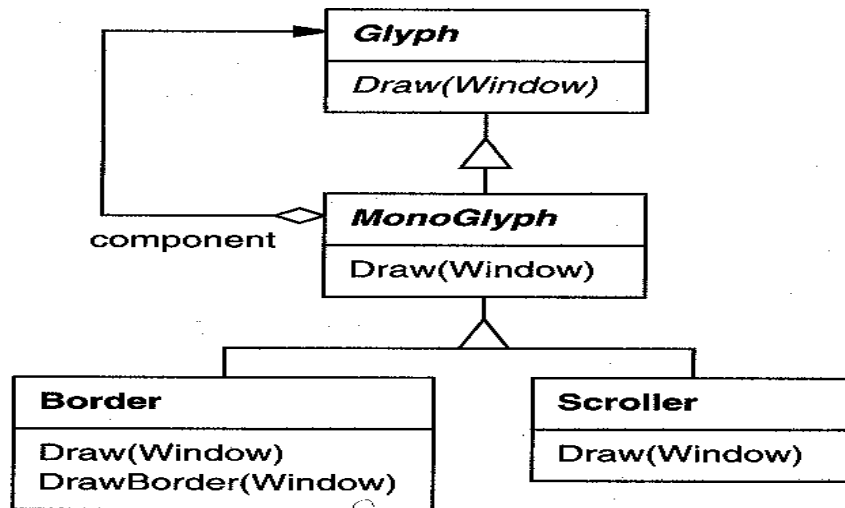 Glyph
Draw(Window)
MonoGlyph
component
Draw(Window)
Border
Draw(Window)
DrawBorder(Window)
Scroller
Draw(Window)